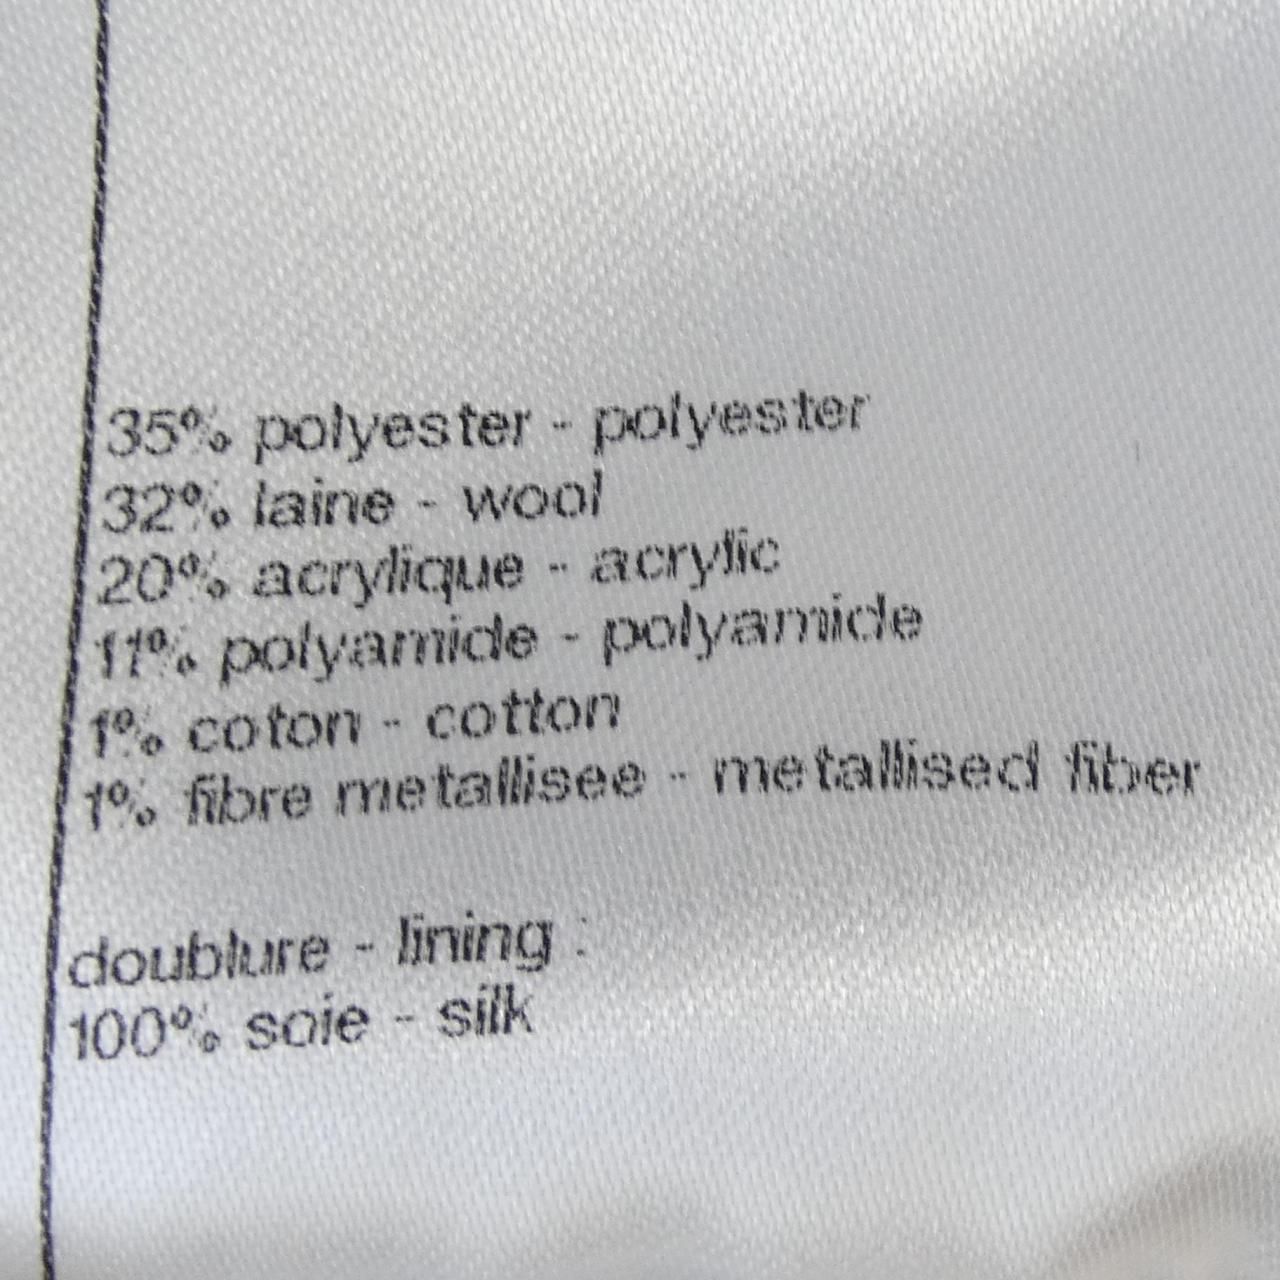 35% polyester - polyester
32% laine - wool
20% acrylique - acrylic
11% polyamide - polyamide
1% coton - cotton
1% fibre metallisee - metallised fiber
doublure - lining :
100% soie - silk